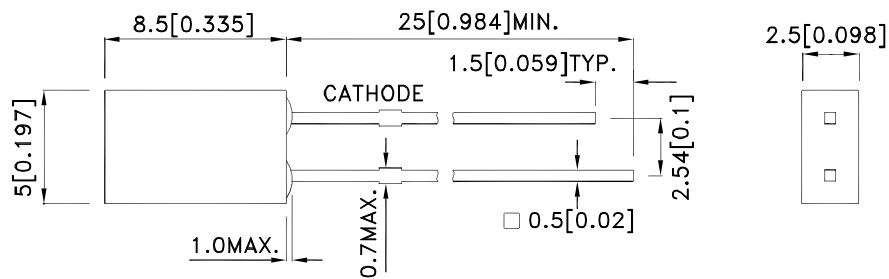 8.5[0.335]
25[0.984]MIN.
2.5[0.098]
1.5[0.059]TYP.
CATHODE
5[0.197]
2.54[0.1]
0.5[0.02]
1.0MAX.
0.7MAX.